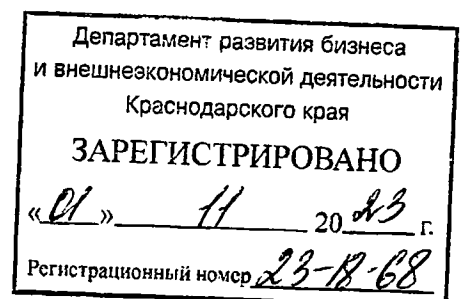 Департамент развития бизнеса
и внешнеэкономической деятельности
Краснодарского края
ЗАРЕГИСТРИРОВАНО
«01» 11 2023 г.
Регистрационный номер 23-18-68